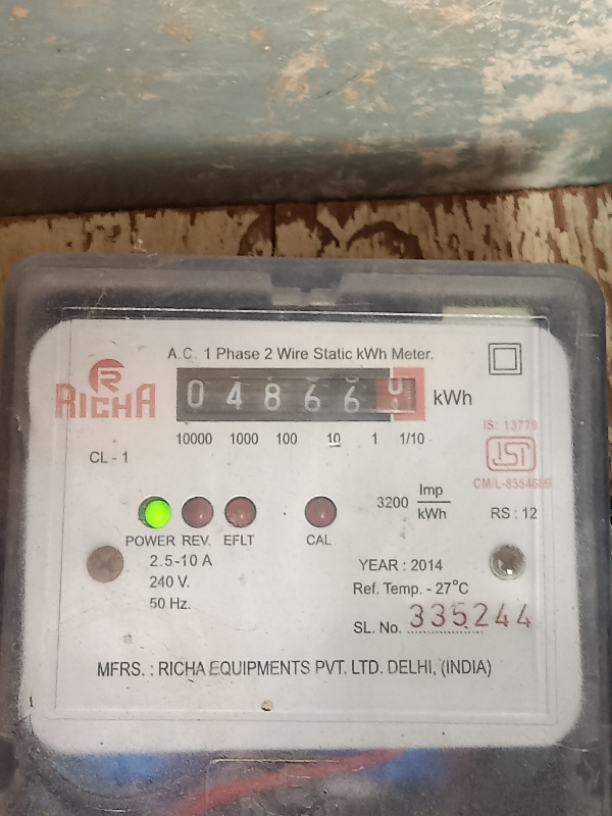 A.C. 1 Phase 2 Wire Static kWh Meter.
R
RICHA
0 4 8 6 6 kWh
10000 1000 100 10 1 1/10
IS: 13779
ISI
CL - 1
3200 Imp/kWh
RS : 12
POWER REV. EFLT CAL
2.5-10 A
240 V.
50 Hz.
YEAR : 2014
Ref. Temp. - 27°C
SL. No. 335244
MFRS. : RICHA EQUIPMENTS PVT. LTD. DELHI, (INDIA)